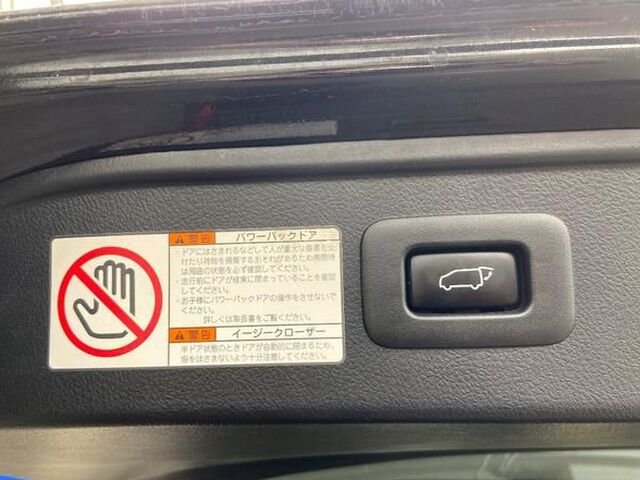 警告 パワーバックドア
・ドアにはさまれるなどして人が重大な傷害を受
けたり荷物を損傷するおそれがあるため開閉時
は周囲の状態を必ず確認してください。
・走行前にドアが確実に閉まっていることを確認
してください。
・お子様にパワーバックドアの操作をさせないで
ください。
詳しくは取扱書をご覧ください。
警告 イージークローザー
半ドア状態のときドアが自動的に閉まるため、
指をはさまないよう十分注意してください。